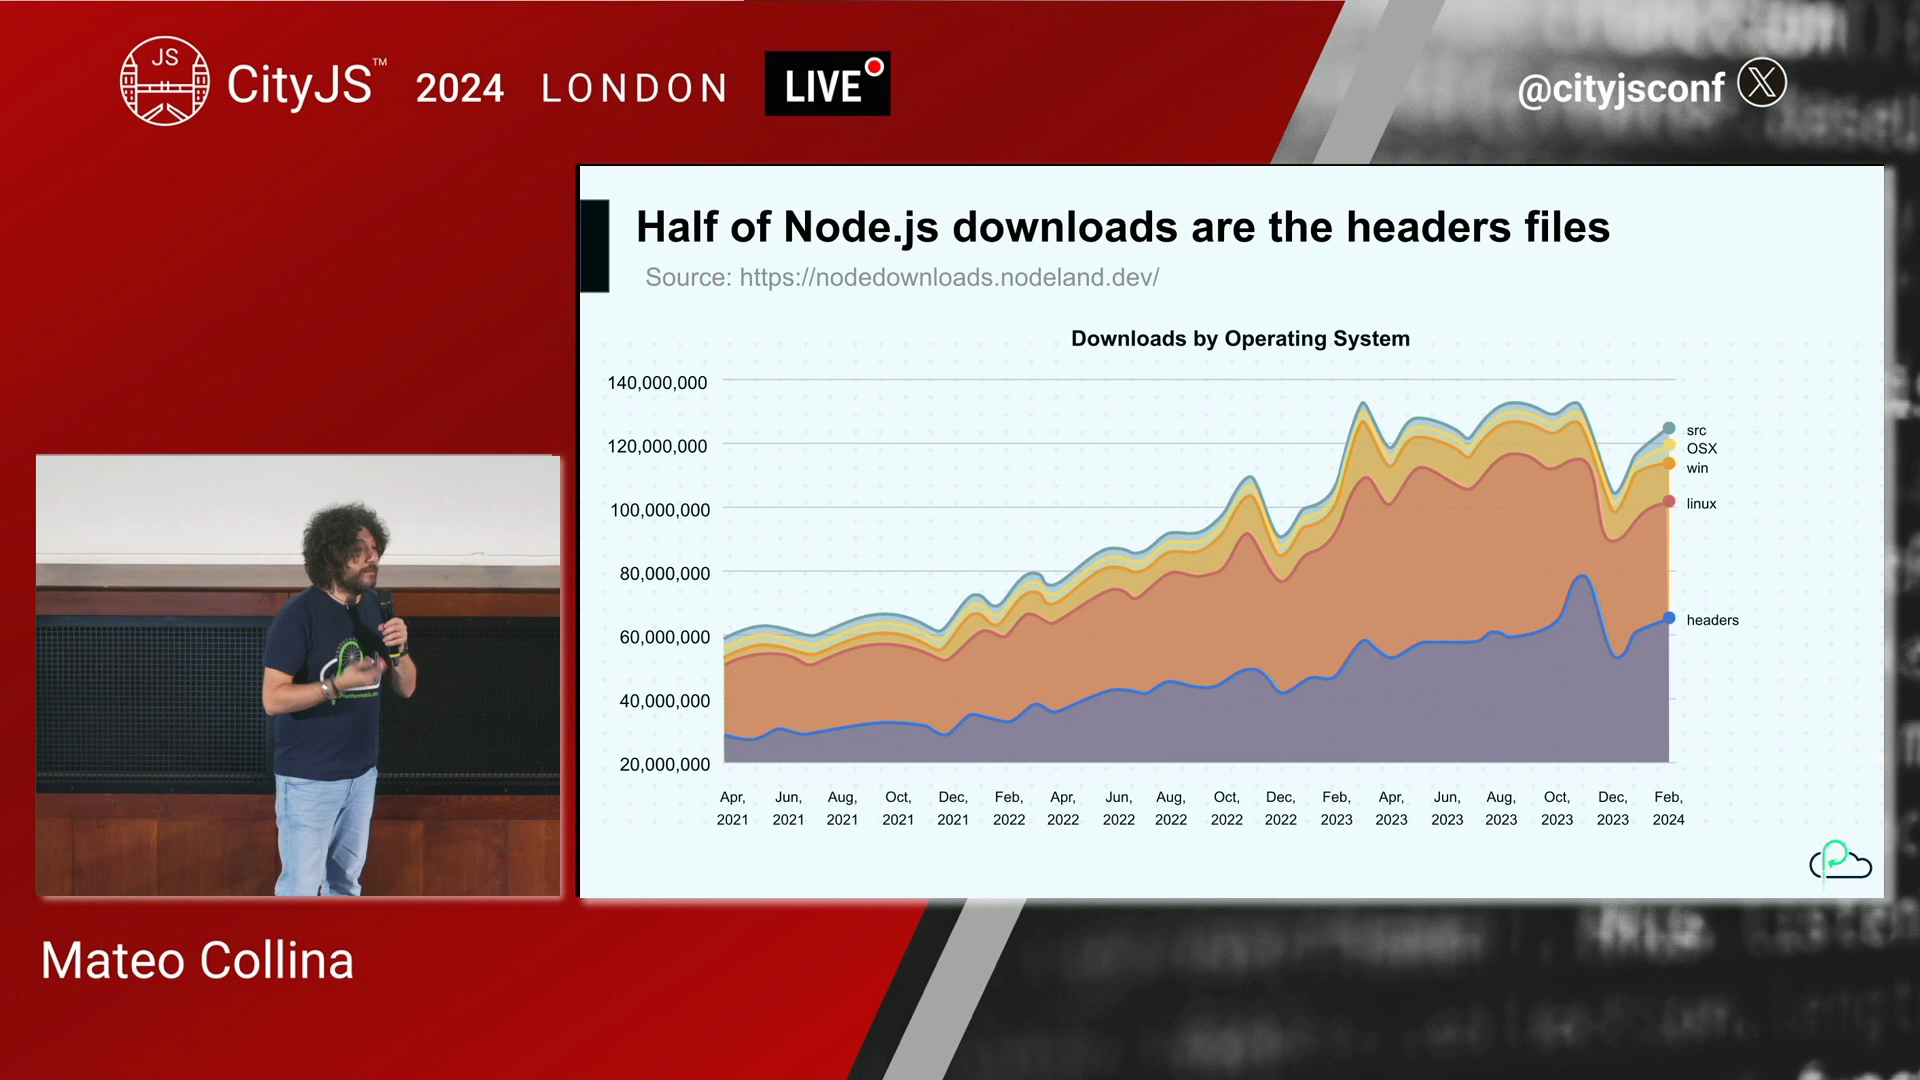 JS
CityJS™ 2024 LONDON LIVE
@cityjsconf X
Half of Node.js downloads are the headers files
Source: https://nodedownloads.nodeland.dev/
Downloads by Operating System
140,000,000
120,000,000
100,000,000
80,000,000
60,000,000
40,000,000
20,000,000
src
OSX
win
linux
headers
Apr, 2021
Jun, 2021
Aug, 2021
Oct, 2021
Dec, 2021
Feb, 2022
Apr, 2022
Jun, 2022
Aug, 2022
Oct, 2022
Dec, 2022
Feb, 2023
Apr, 2023
Jun, 2023
Aug, 2023
Oct, 2023
Dec, 2023
Feb, 2024
platformatic.dev
Mateo Collina